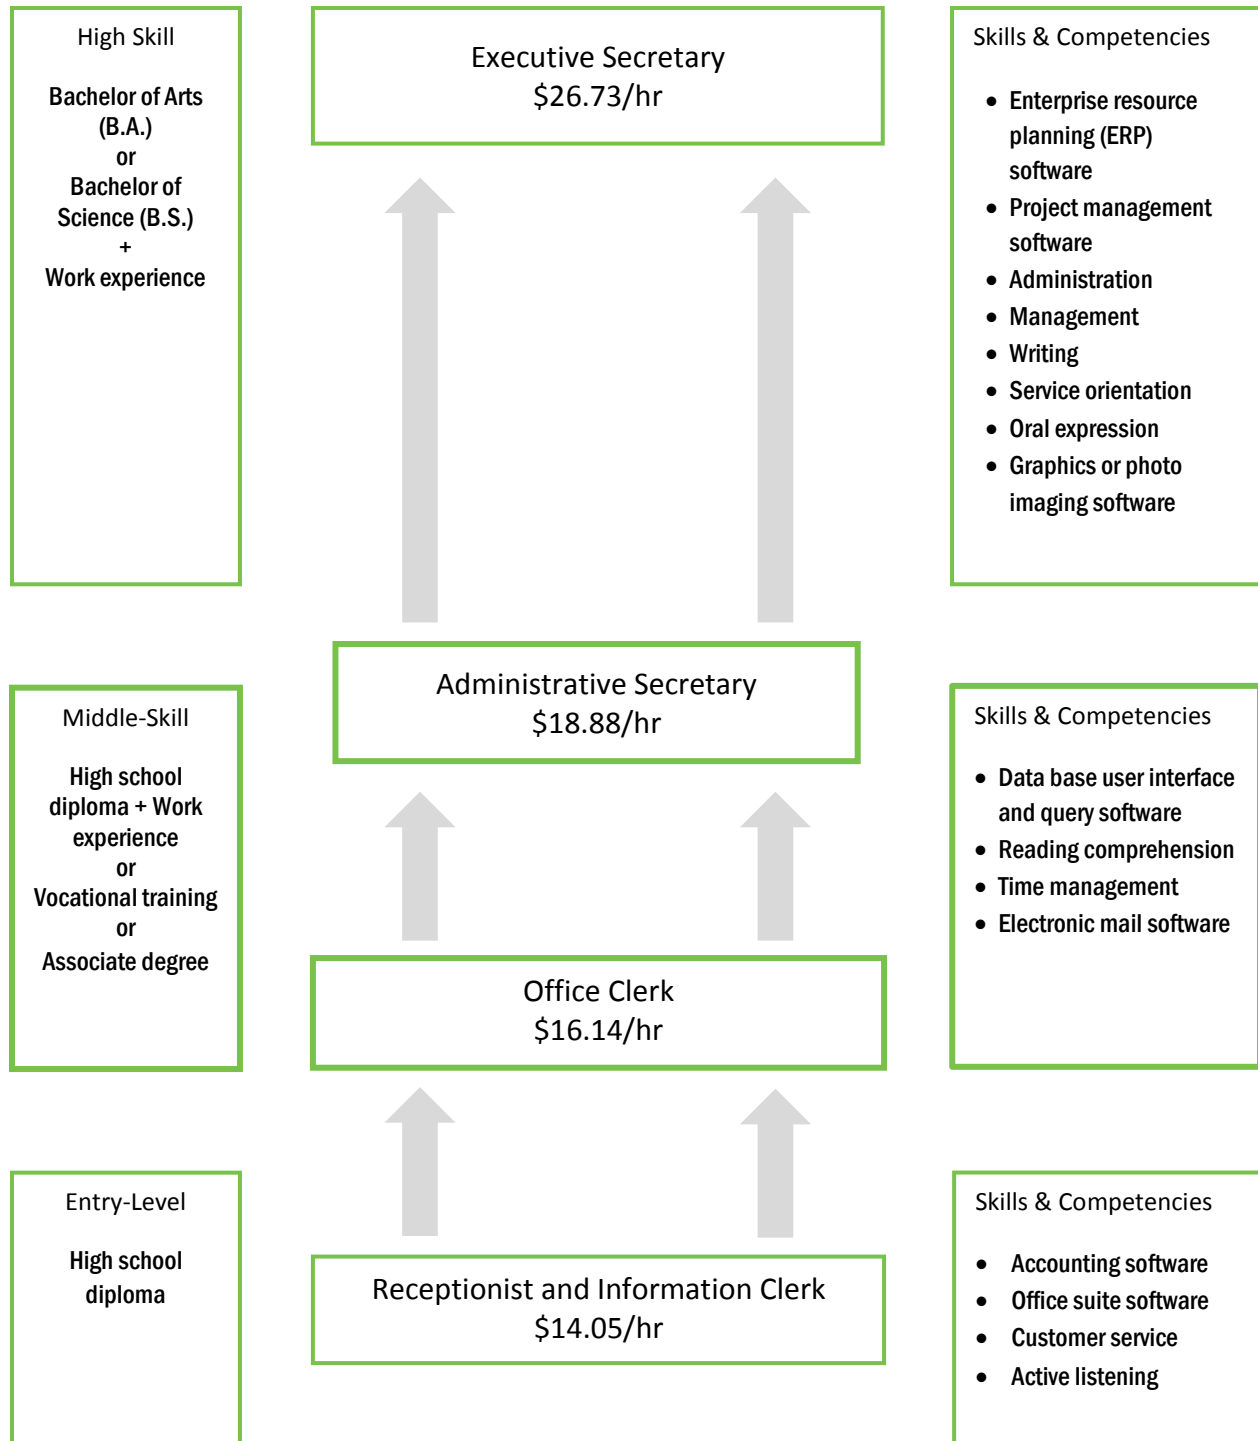 High Skill
Bachelor of Arts
(B.A.)
or
Bachelor of
Science (B.S.)
+
Work experience
Executive Secretary
$26.73/hr
Skills & Competencies
• Enterprise resource
planning (ERP)
software
• Project management
software
• Administration
• Management
• Writing
• Service orientation
• Oral expression
• Graphics or photo
imaging software
Middle-Skill
High school
diploma + Work
experience
or
Vocational training
or
Associate degree
Administrative Secretary
$18.88/hr
Office Clerk
$16.14/hr
Skills & Competencies
• Data base user interface
and query software
• Reading comprehension
• Time management
• Electronic mail software
Entry-Level
High school
diploma
Receptionist and Information Clerk
$14.05/hr
Skills & Competencies
• Accounting software
• Office suite software
• Customer service
• Active listening